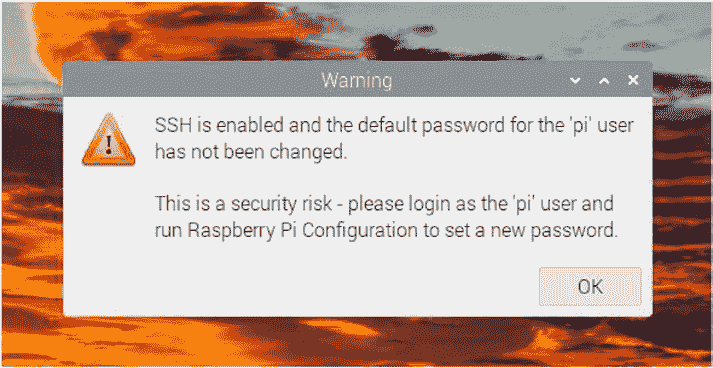 Warning
SSH is enabled and the default password for the 'pi' user
has not been changed.
This is a security risk - please login as the 'pi' user and
run Raspberry Pi Configuration to set a new password.
OK